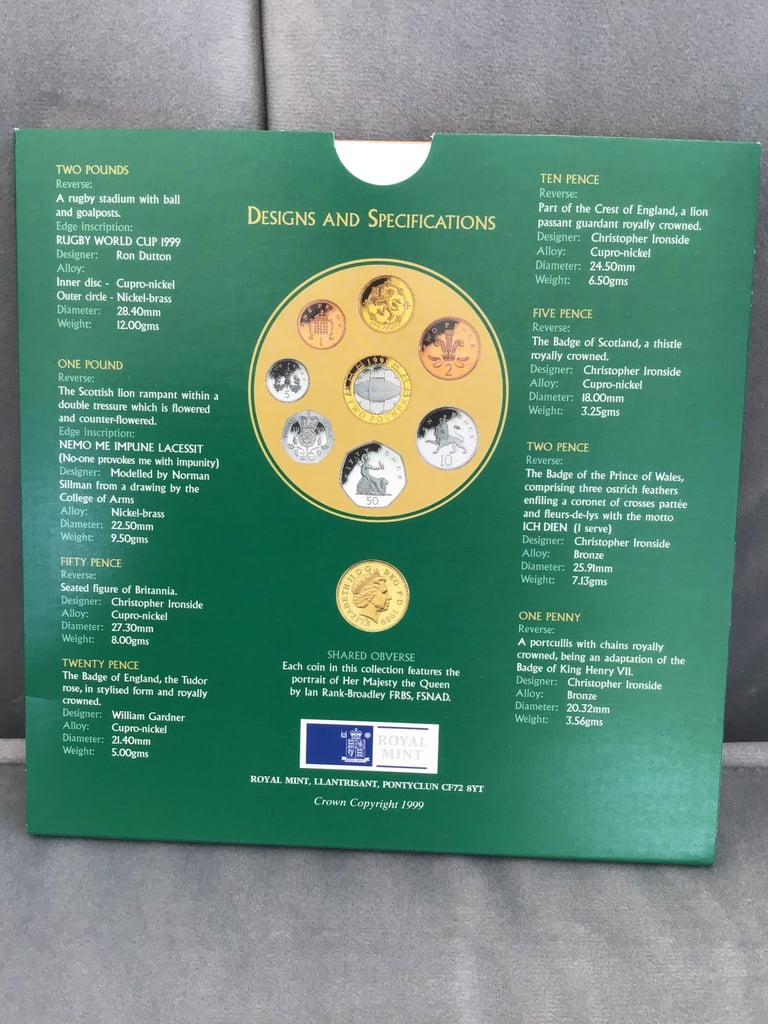 TWO POUNDS
Reverse:
A rugby stadium with ball
and goalposts.
Edge inscription:
RUGBY WORLD CUP 1999
Designer: Ron Dutton
Alloy:
Inner disc - Cupro-nickel
Outer circle - Nickel-brass
Diameter: 28.40mm
Weight: 12.00gms
ONE POUND
Reverse:
The Scottish lion rampant within a
double tressure which is flowered
and counter-flowered.
Edge inscription:
NEMO ME IMPUNE LACESSIT
(No-one provokes me with impunity)
Designer: Modelled by Norman
Sillman from a drawing by the
College of Arms
Alloy: Nickel-brass
Diameter: 22.50mm
Weight: 9.50gms
FIFTY PENCE
Reverse:
Seated figure of Britannia.
Designer: Christopher Ironside
Alloy: Cupro-nickel
Diameter: 27.30mm
Weight: 8.00gms
TWENTY PENCE
The Badge of England, the Tudor
rose, in stylised form and royally
crowned.
Designer: William Gardner
Alloy: Cupro-nickel
Diameter: 21.40mm
Weight: 5.00gms
DESIGNS AND SPECIFICATIONS
1
2
5
TWO POUNDS
10
50
ELIZABETH II D G REG F D 1999
SHARED OBVERSE
Each coin in this collection features the
portrait of Her Majesty the Queen
by Ian Rank-Broadley FRBS, FSNAD.
ROYAL
MINT
ROYAL MINT, LLANTRISANT, PONTYCLUN CF72 8YT
Crown Copyright 1999
TEN PENCE
Reverse:
Part of the Crest of England, a lion
passant guardant royally crowned.
Designer: Christopher Ironside
Alloy: Cupro-nickel
Diameter: 24.50mm
Weight: 6.50gms
FIVE PENCE
Reverse:
The Badge of Scotland, a thistle
royally crowned.
Designer: Christopher Ironside
Alloy: Cupro-nickel
Diameter: 18.00mm
Weight: 3.25gms
TWO PENCE
Reverse:
The Badge of the Prince of Wales,
comprising three ostrich feathers
enfiling a coronet of crosses pattée
and fleurs-de-lys with the motto
ICH DIEN (I serve)
Designer: Christopher Ironside
Alloy: Bronze
Diameter: 25.91mm
Weight: 7.13gms
ONE PENNY
Reverse:
A portcullis with chains royally
crowned, being an adaptation of the
Badge of King Henry VII.
Designer: Christopher Ironside
Alloy: Bronze
Diameter: 20.32mm
Weight: 3.56gms